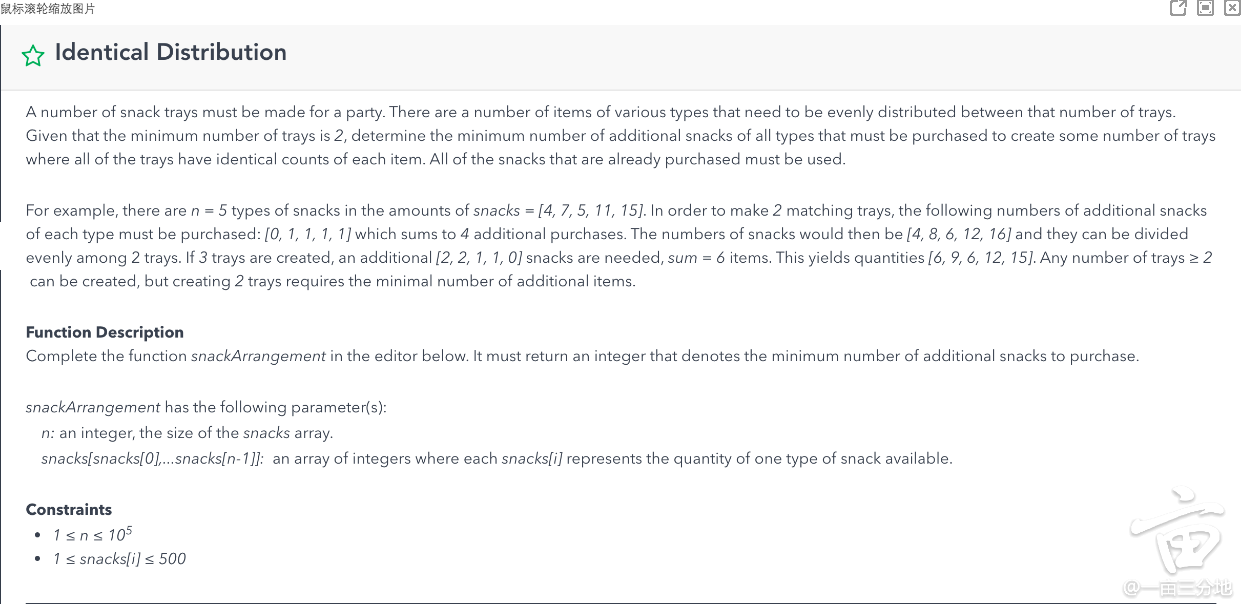 鼠标滚轮缩放图片
Identical Distribution
A number of snack trays must be made for a party. There are a number of items of various types that need to be evenly distributed between that number of trays.
Given that the minimum number of trays is 2, determine the minimum number of additional snacks of all types that must be purchased to create some number of trays
where all of the trays have identical counts of each item. All of the snacks that are already purchased must be used.
For example, there are n = 5 types of snacks in the amounts of snacks = [4, 7, 5, 11, 15]. In order to make 2 matching trays, the following numbers of additional snacks
of each type must be purchased: [0, 1, 1, 1, 1] which sums to 4 additional purchases. The numbers of snacks would then be [4, 8, 6, 12, 16] and they can be divided
evenly among 2 trays. If 3 trays are created, an additional [2, 2, 1, 1, 0] snacks are needed, sum = 6 items. This yields quantities [6, 9, 6, 12, 15]. Any number of trays ≥ 2
can be created, but creating 2 trays requires the minimal number of additional items.
Function Description
Complete the function snackArrangement in the editor below. It must return an integer that denotes the minimum number of additional snacks to purchase.
snackArrangement has the following parameter(s):
n: an integer, the size of the snacks array.
snacks[snacks[0],...snacks[n-1]]: an array of integers where each snacks[i] represents the quantity of one type of snack available.
Constraints
• 1 ≤ n ≤ 10⁵
• 1 ≤ snacks[i] ≤ 500
亩
@一亩三分地